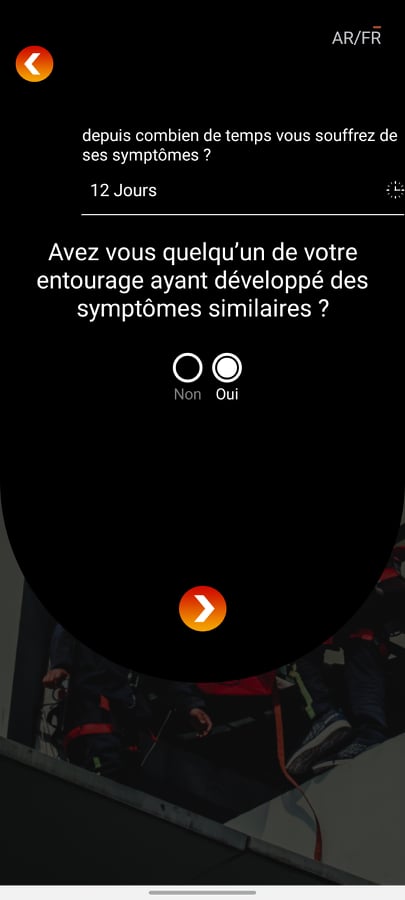 AR/FR
depuis combien de temps vous souffrez de
ses symptômes ?
12 Jours
Avez vous quelqu’un de votre
entourage ayant développé des
symptômes similaires ?
Non Oui